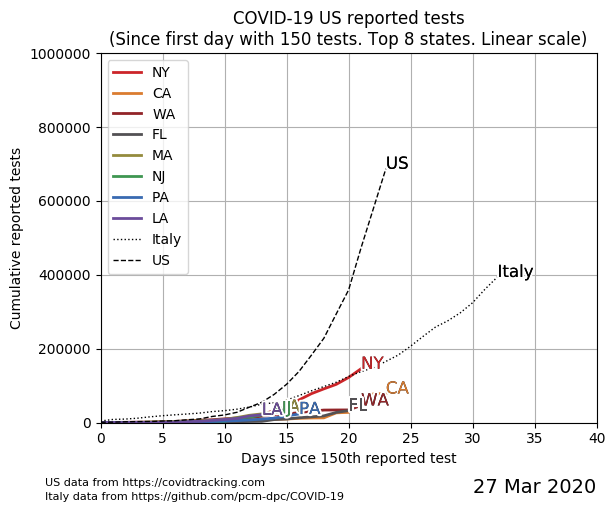 COVID-19 US reported tests
(Since first day with 150 tests. Top 8 states. Linear scale)
1000000
800000
600000
400000
200000
0
Cumulative reported tests
NY
CA
WA
FL
MA
NJ
PA
LA
Italy
US
US
Italy
NY
CA
WA
FL
LA
PA
0 5 10 15 20 25 30 35 40
Days since 150th reported test
US data from https://covidtracking.com
Italy data from https://github.com/pcm-dpc/COVID-19
27 Mar 2020